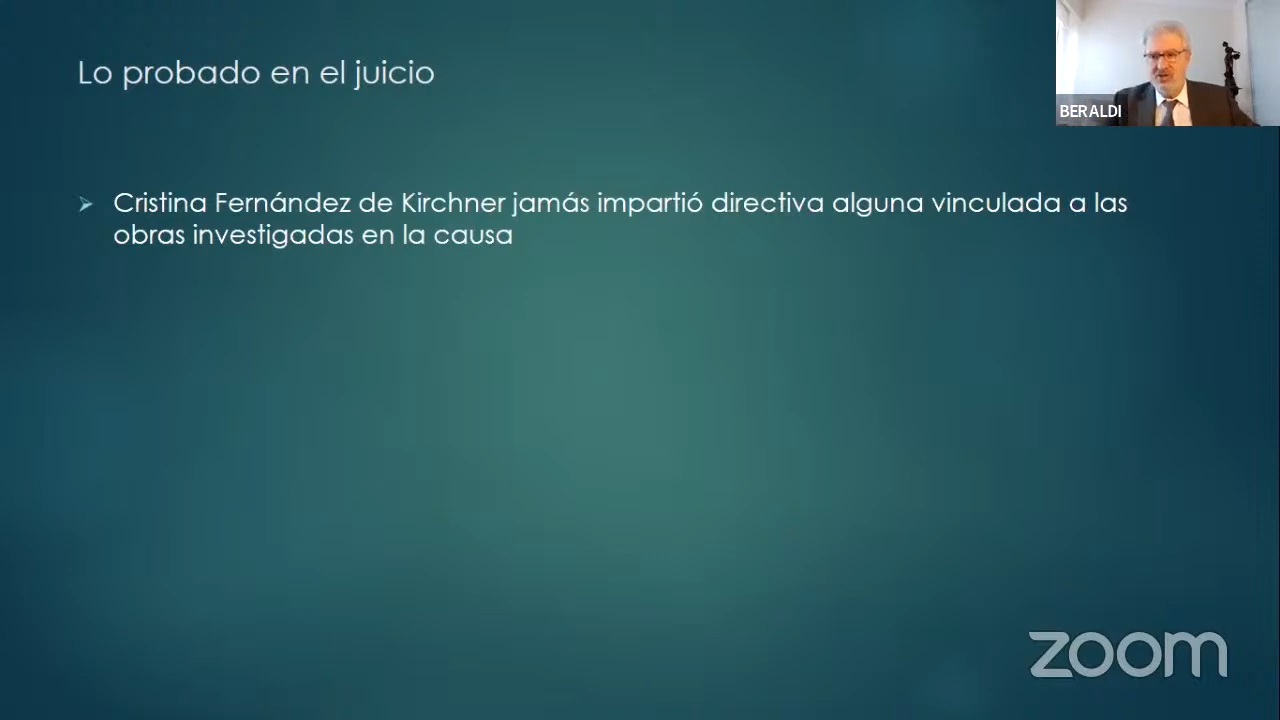 Lo probado en el juicio
BERALDI
➢ Cristina Fernández de Kirchner jamás impartió directiva alguna vinculada a las
obras investigadas en la causa
zoom